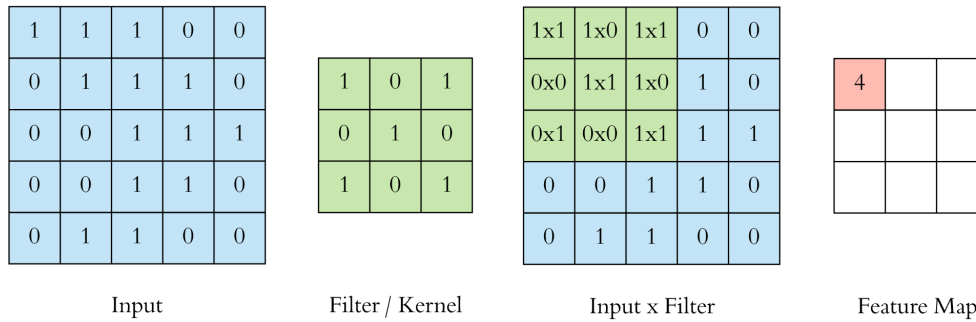 1 1 1 0 0
0 1 1 1 0
0 0 1 1 1
0 0 1 1 0
0 1 1 0 0
Input
1 0 1
0 1 0
1 0 1
Filter / Kernel
1x1 1x0 1x1 0 0
0x0 1x1 1x0 1 0
0x1 0x0 1x1 1 1
0 0 1 1 0
0 1 1 0 0
Input x Filter
4
Feature Map